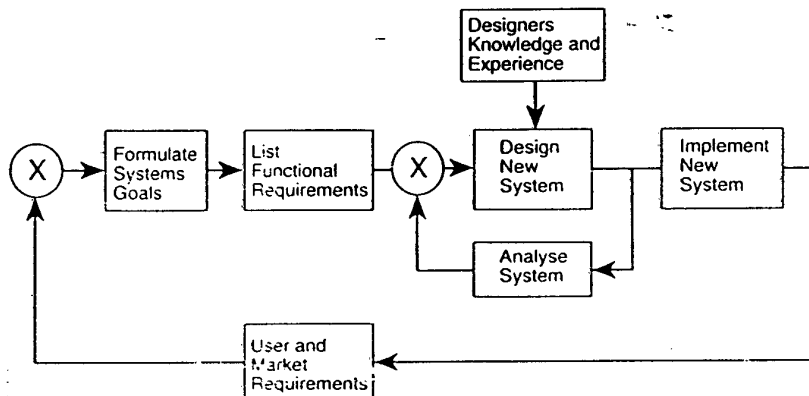 Designers
Knowledge and
Experience
X
Formulate
Systems
Goals
List
Functional
Requirements
X
Design
New
System
Implement
New
System
Analyse
System
User and
Market
Requirements